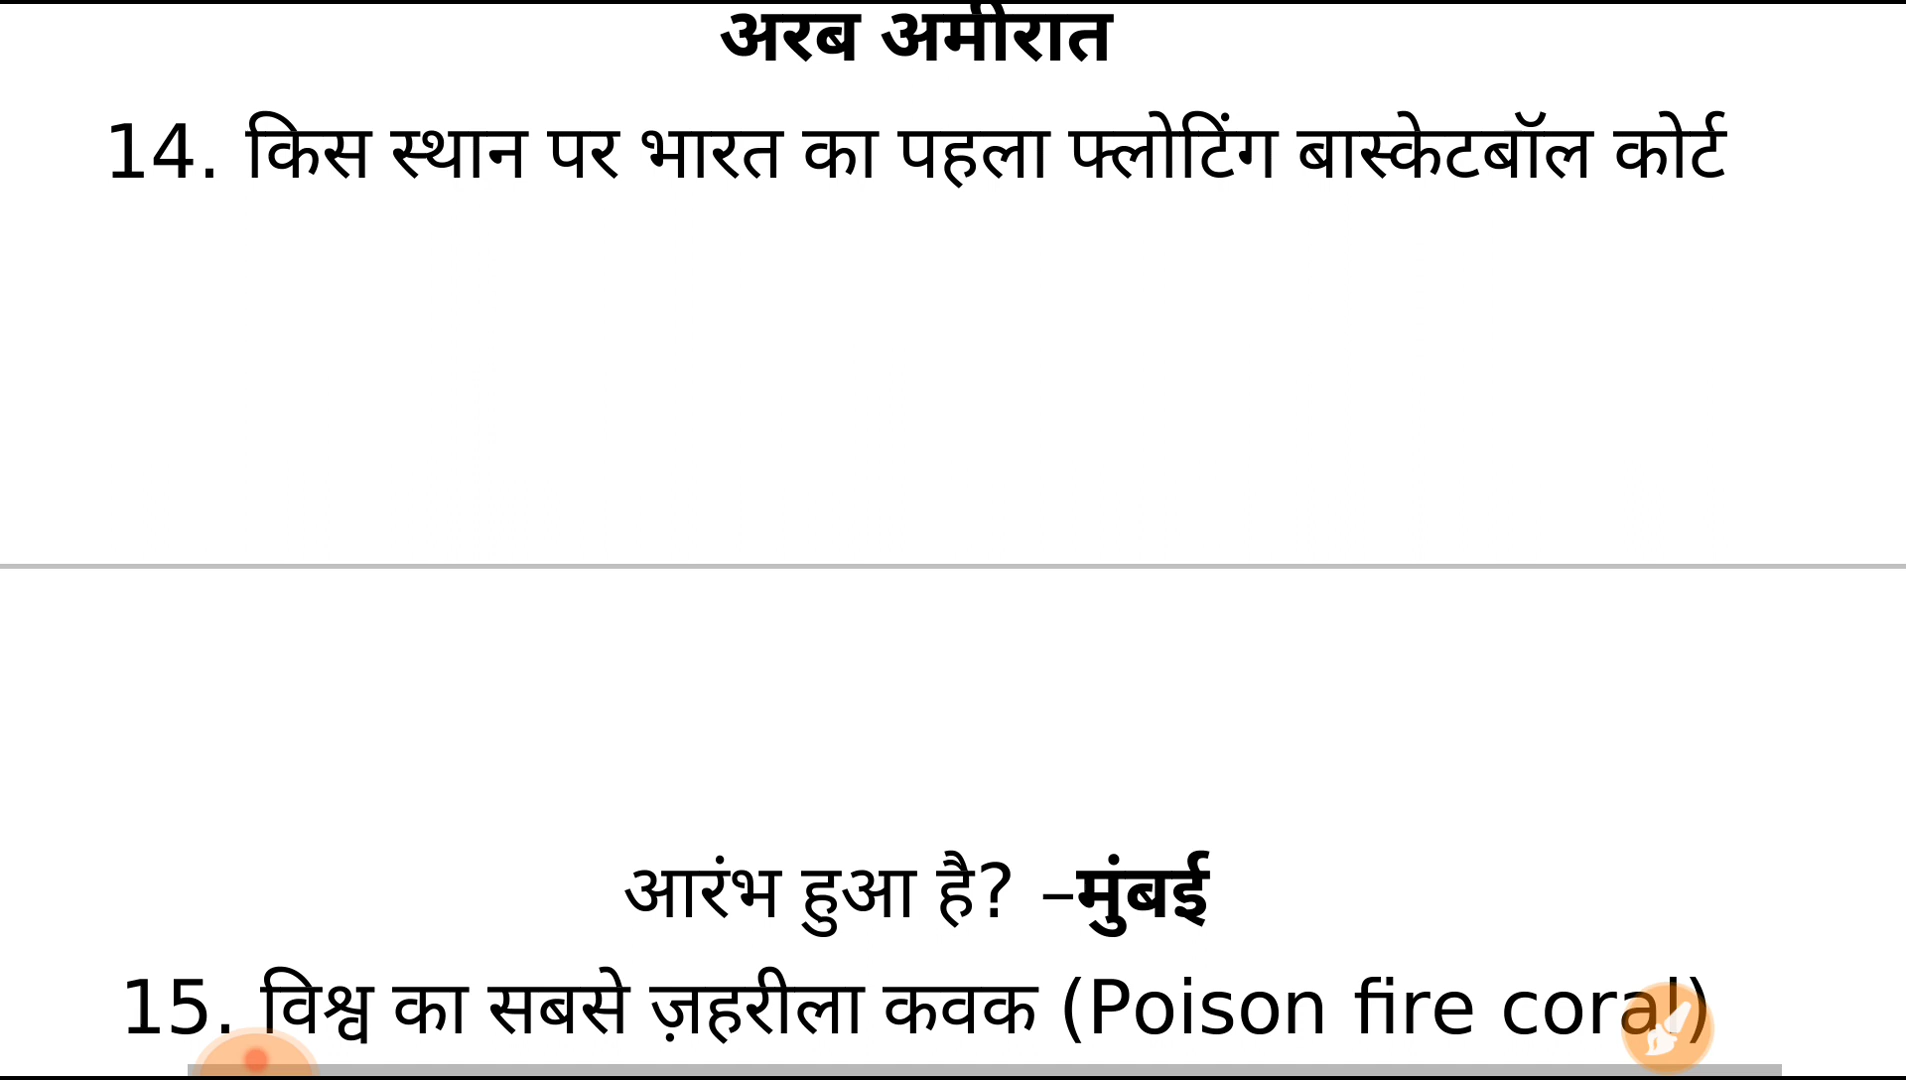 अरब अमीरात
14. किस स्थान पर भारत का पहला फ्लोटिंग बास्केटबॉल कोर्ट
आरंभ हुआ है? –मुंबई
15. विश्व का सबसे ज़हरीला कवक (Poison fire coral)